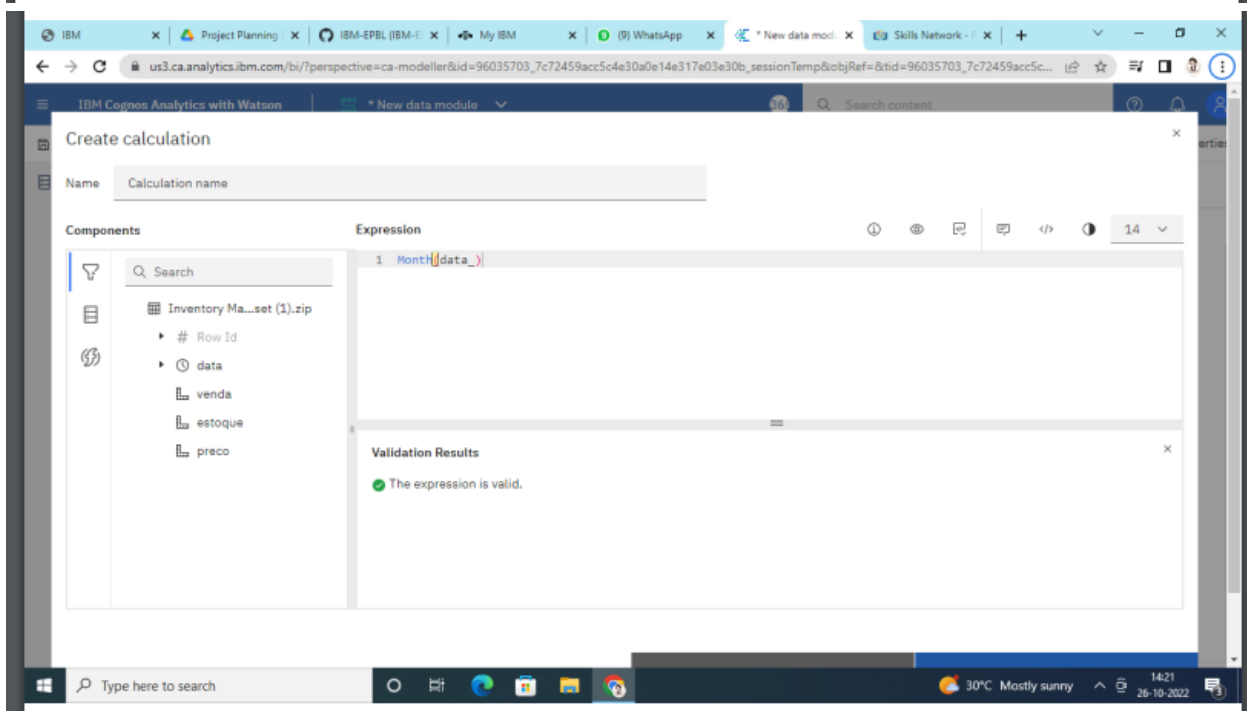 IBM
Project Planning
IBM-EPBL (IBM-E
My IBM
(9) WhatsApp
* New data mod
Skills Network -
us3.ca.analytics.ibm.com/bi/?perspective=ca-modeller&id=96035703_7c72459acc5c4e30a0e14e317e03e30b_sessionTemp&objRef=&tid=96035703_7c72459acc5c...
IBM Cognos Analytics with Watson
* New data module
Search content
Create calculation
erties
Name
Calculation name
Components
Expression
14
Search
1 Month(data_)
Inventory Ma...set (1).zip
# Row Id
data
venda
estoque
preco
Validation Results
The expression is valid.
Type here to search
30°C Mostly sunny
14:21
26-10-2022
3